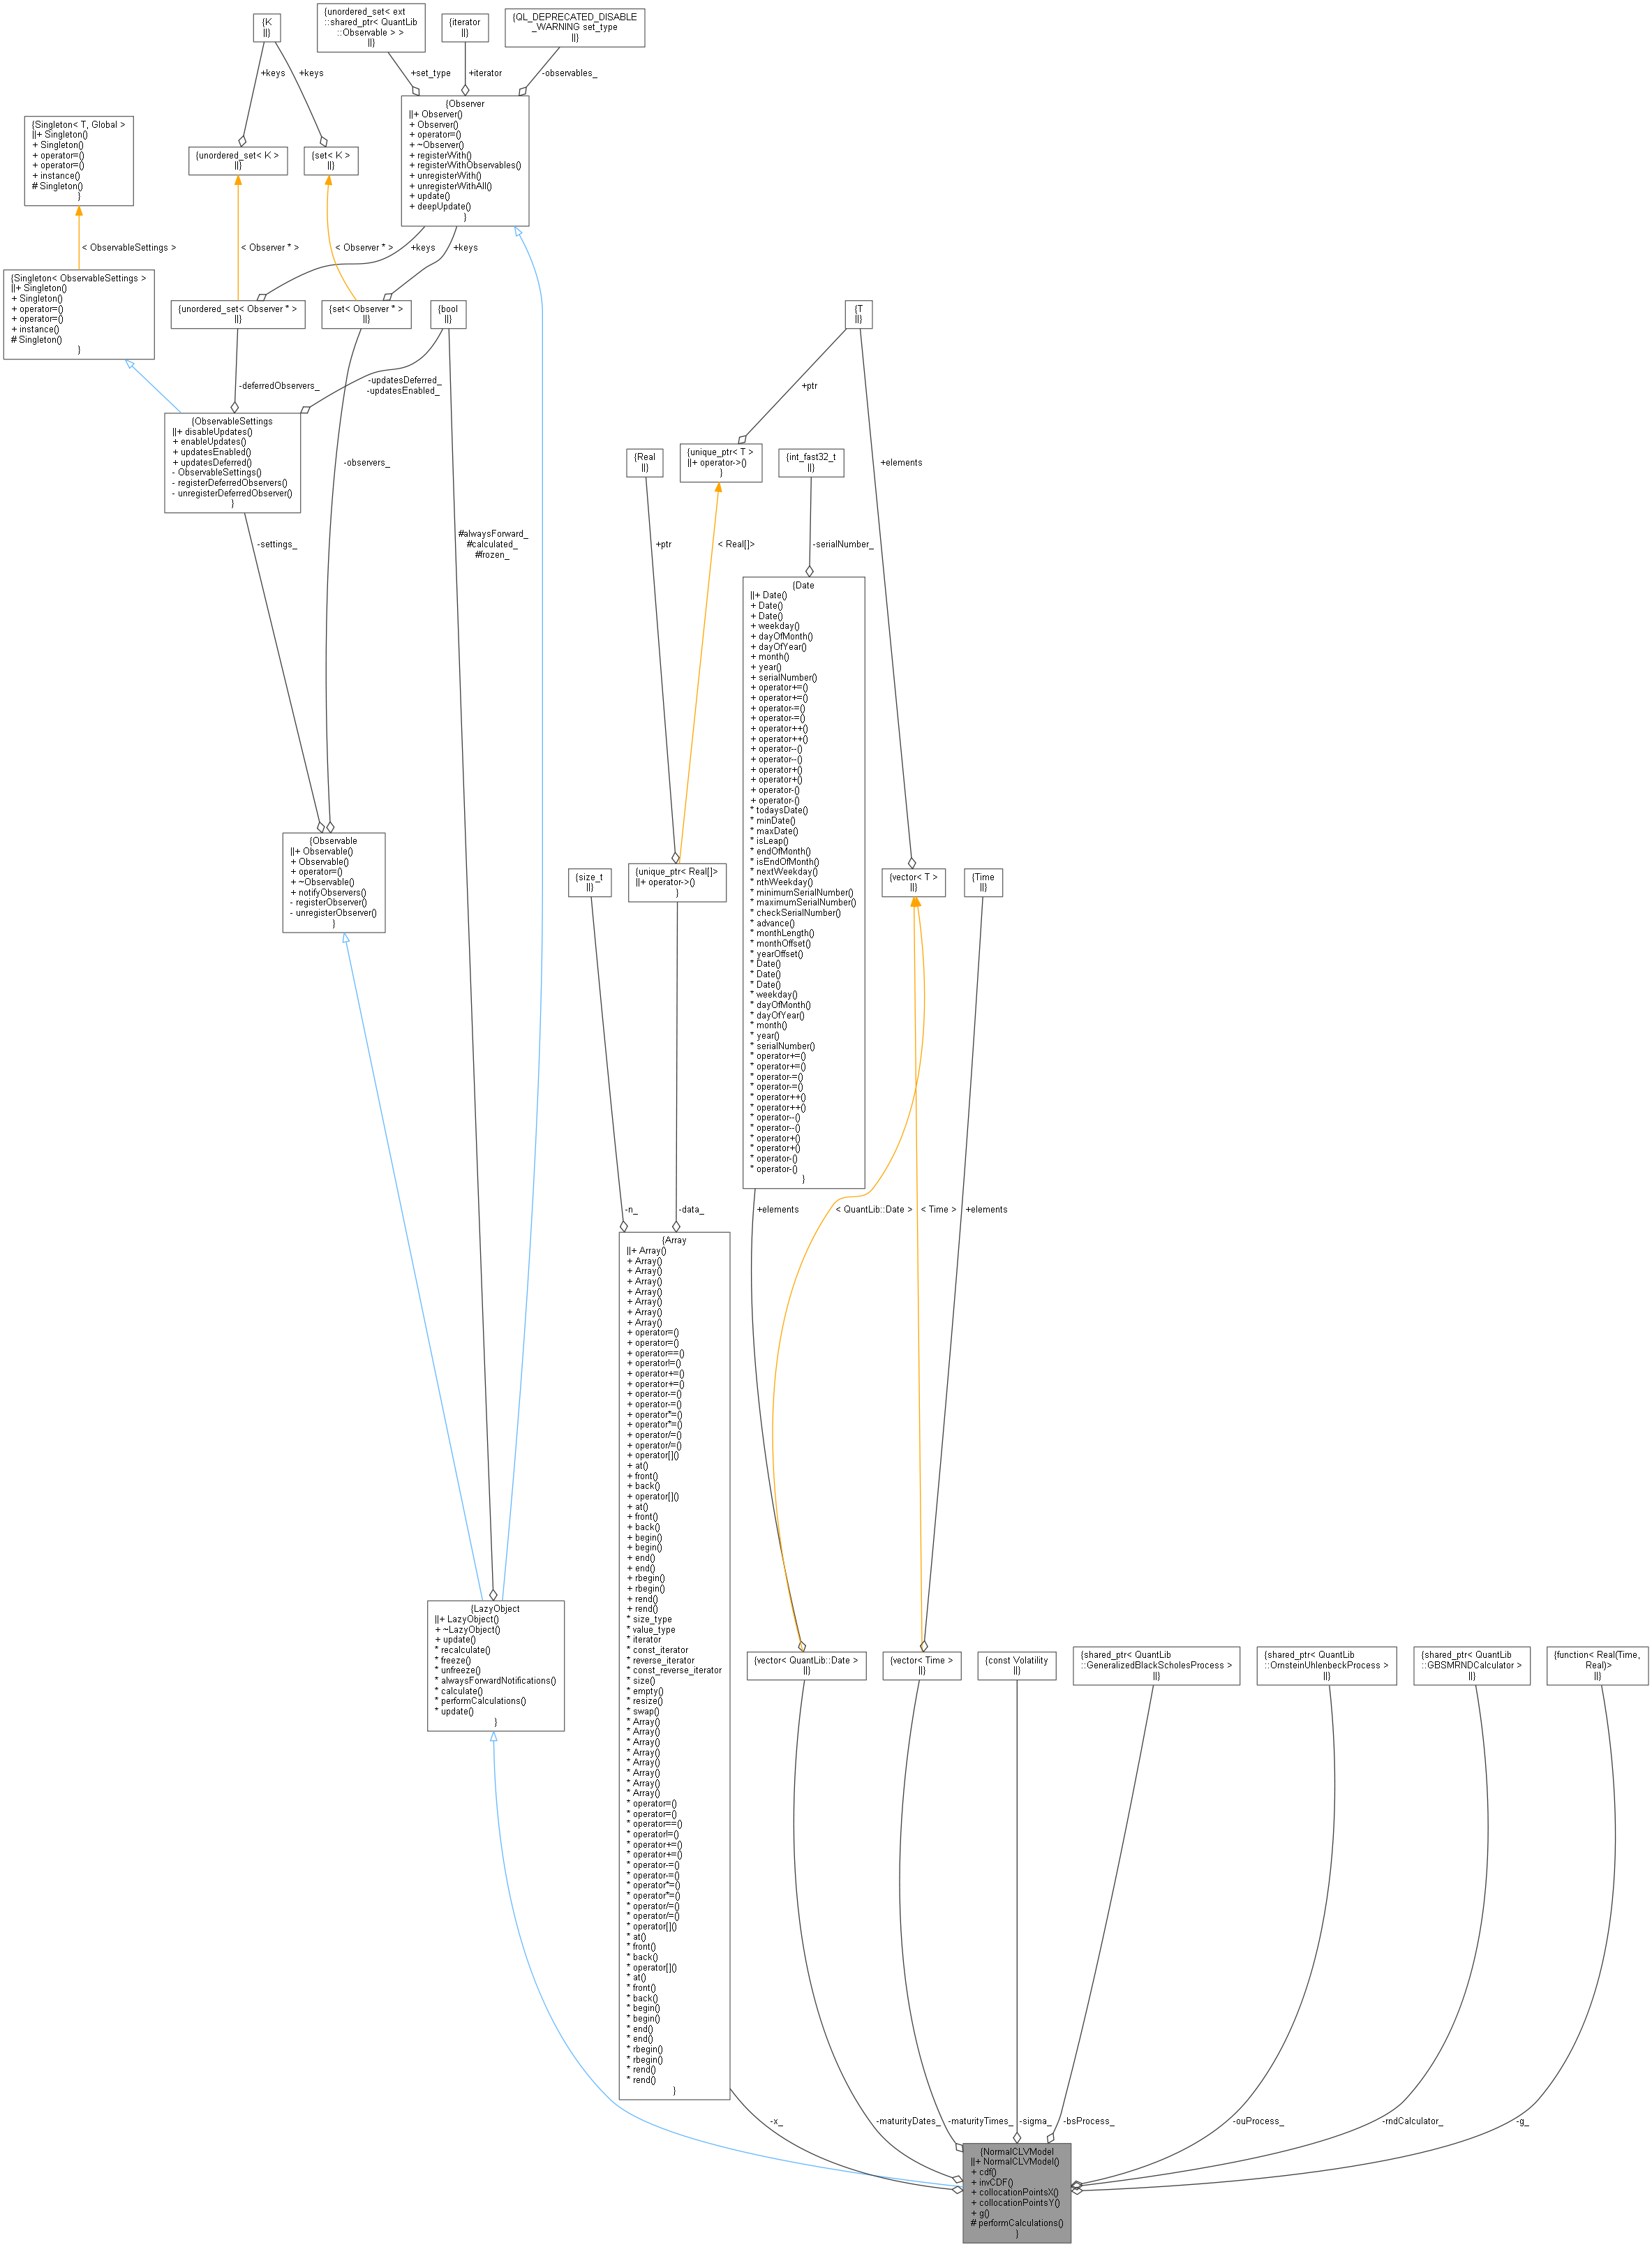 {K
||}
{unordered_set< ext
::shared_ptr< QuantLib
::Observable > >
||}
{iterator
||}
{QL_DEPRECATED_DISABLE
_WARNING set_type
||}
+keys
+keys
+set_type
+iterator
-observables_
{Singleton< T, Global >
||+ Singleton()
+ Singleton()
+ operator=()
+ operator=()
+ instance()
# Singleton()
}
{unordered_set< K >
||}
{set< K >
||}
{Observer
||+ Observer()
+ Observer()
+ operator=()
+ ~Observer()
+ registerWith()
+ registerWithObservables()
+ unregisterWith()
+ unregisterWithAll()
+ update()
+ deepUpdate()
}
< ObservableSettings >
< Observer * >
< Observer * >
+keys
+keys
{Singleton< ObservableSettings >
||+ Singleton()
+ Singleton()
+ operator=()
+ operator=()
+ instance()
# Singleton()
}
{unordered_set< Observer * >
||}
{set< Observer * >
||}
{bool
||}
{T
||}
-deferredObservers_
-updatesDeferred_
-updatesEnabled_
+ptr
{ObservableSettings
||+ disableUpdates()
+ enableUpdates()
+ updatesEnabled()
+ updatesDeferred()
- ObservableSettings()
- registerDeferredObservers()
- unregisterDeferredObserver()
}
-observers_
{Real
||}
{unique_ptr< T >
||+ operator->()
}
{int_fast32_t
||}
+elements
-settings_
#alwaysForward_
#calculated_
#frozen_
+ptr
< Real[]>
-serialNumber_
{Date
||+ Date()
+ Date()
+ Date()
+ weekday()
+ dayOfMonth()
+ dayOfYear()
+ month()
+ year()
+ serialNumber()
+ operator+=()
+ operator+=()
+ operator-=()
+ operator-=()
+ operator++()
+ operator++()
+ operator--()
+ operator--()
+ operator+()
+ operator+()
+ operator-()
+ operator-()
* todaysDate()
* minDate()
* maxDate()
* isLeap()
* endOfMonth()
* isEndOfMonth()
* nextWeekday()
* nthWeekday()
* minimumSerialNumber()
* maximumSerialNumber()
* checkSerialNumber()
* advance()
* monthLength()
* monthOffset()
* yearOffset()
* Date()
* Date()
* Date()
* weekday()
* dayOfMonth()
* dayOfYear()
* month()
* year()
* serialNumber()
* operator+=()
* operator+=()
* operator-=()
* operator-=()
* operator++()
* operator++()
* operator--()
* operator--()
* operator+()
* operator+()
* operator-()
* operator-()
}
{Observable
||+ Observable()
+ Observable()
+ operator=()
+ ~Observable()
+ notifyObservers()
- registerObserver()
- unregisterObserver()
}
{size_t
||}
{unique_ptr< Real[]>
||+ operator->()
}
{vector< T >
||}
{Time
||}
-n_
-data_
+elements
< QuantLib::Date >
< Time >
+elements
{Array
||+ Array()
+ Array()
+ Array()
+ Array()
+ Array()
+ Array()
+ Array()
+ Array()
+ operator=()
+ operator=()
+ operator==()
+ operator!=()
+ operator+=()
+ operator+=()
+ operator-=()
+ operator-=()
+ operator*=()
+ operator*=()
+ operator/=()
+ operator/=()
+ operator[]()
+ at()
+ front()
+ back()
+ operator[]()
+ at()
+ front()
+ back()
+ begin()
+ begin()
+ end()
+ end()
+ rbegin()
+ rbegin()
+ rend()
+ rend()
* size_type
* value_type
* iterator
* const_iterator
* reverse_iterator
* const_reverse_iterator
* size()
* empty()
* resize()
* swap()
* Array()
* Array()
* Array()
* Array()
* Array()
* Array()
* Array()
* Array()
* operator=()
* operator=()
* operator==()
* operator!=()
* operator+=()
* operator+=()
* operator-=()
* operator-=()
* operator*=()
* operator*=()
* operator/=()
* operator/=()
* operator[]()
* at()
* front()
* back()
* operator[]()
* at()
* front()
* back()
* begin()
* begin()
* end()
* end()
* rbegin()
* rbegin()
* rend()
* rend()
}
{LazyObject
||+ LazyObject()
+ ~LazyObject()
+ update()
* recalculate()
* freeze()
* unfreeze()
* alwaysForwardNotifications()
* calculate()
* performCalculations()
* update()
}
{vector< QuantLib::Date >
||}
{vector< Time >
||}
{const Volatility
||}
{shared_ptr< QuantLib
::GeneralizedBlackScholesProcess >
||}
{shared_ptr< QuantLib
::OrnsteinUhlenbeckProcess >
||}
{shared_ptr< QuantLib
::GBSMRNDCalculator >
||}
{function< Real(Time,
Real)>
||}
-x_
-maturityDates_
-maturityTimes_
-sigma_
-bsProcess_
-ouProcess_
-rndCalculator_
-g_
{NormalCLVModel
||+ NormalCLVModel()
+ cdf()
+ invCDF()
+ collocationPointsX()
+ collocationPointsY()
+ g()
# performCalculations()
}